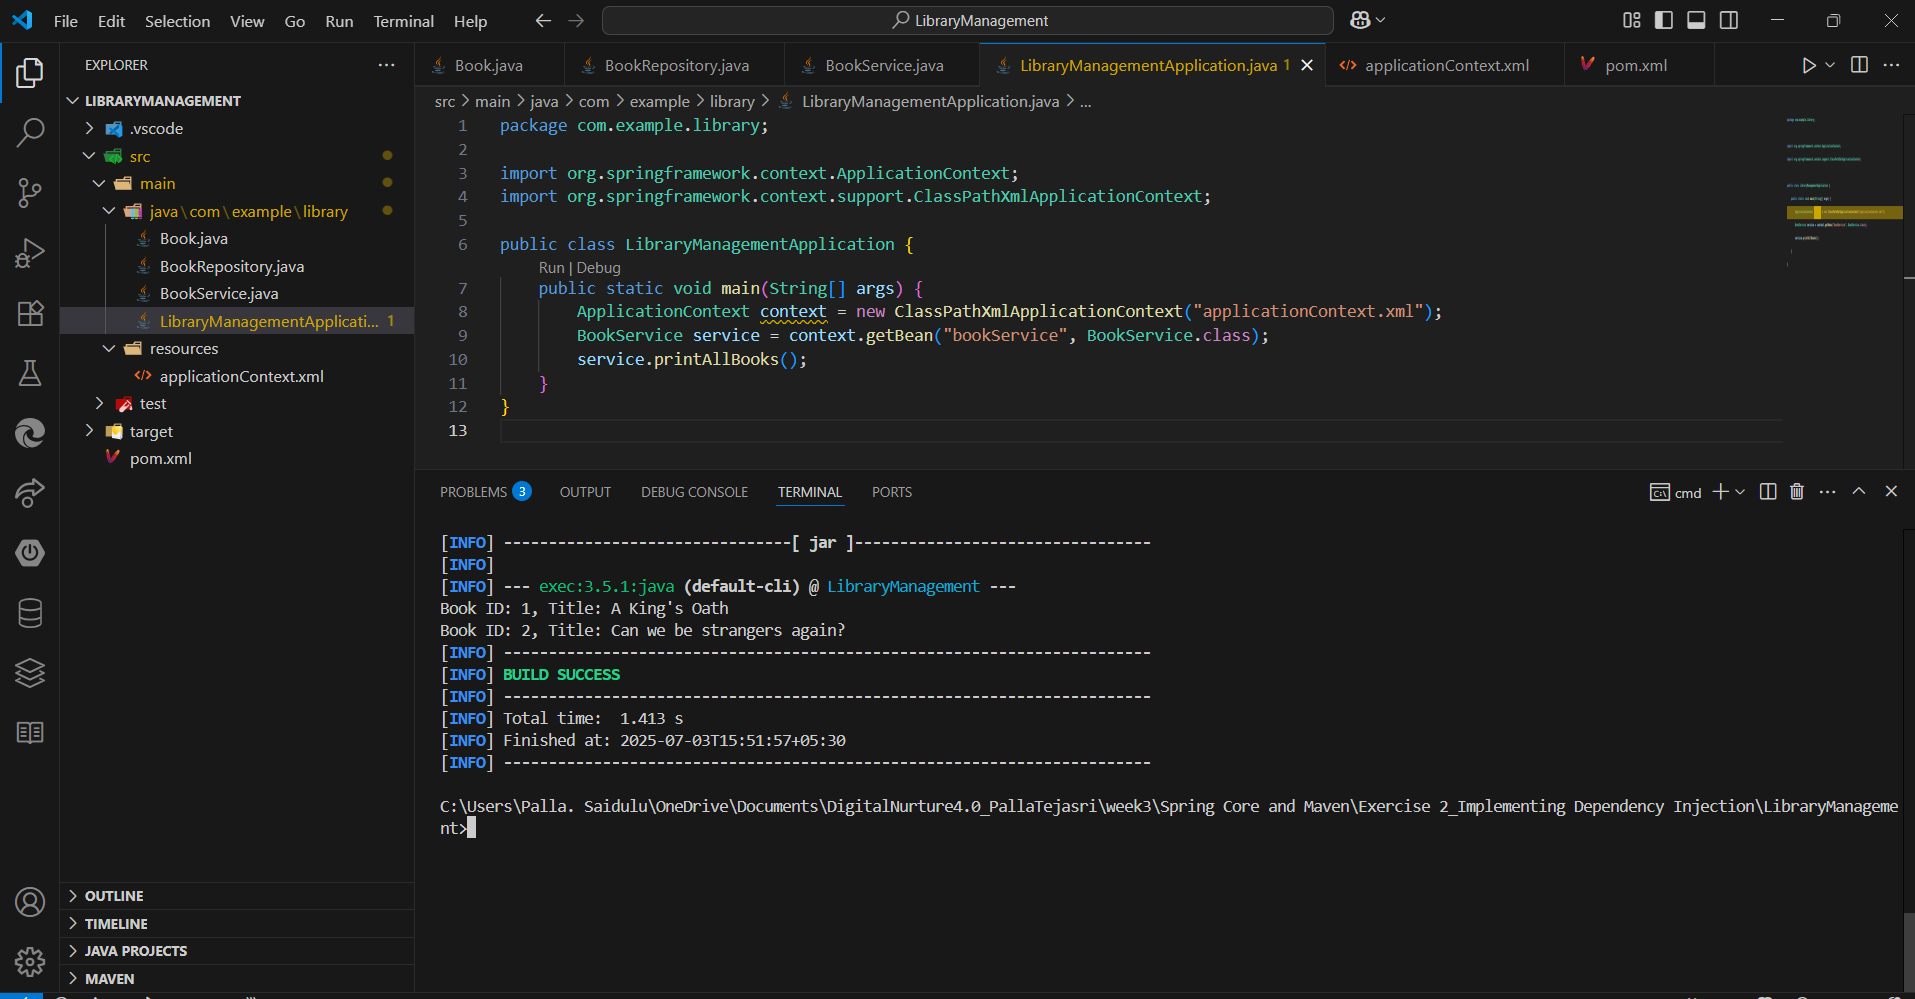 File Edit Selection View Go Run Terminal Help
LibraryManagement
EXPLORER
LIBRARYMANAGEMENT
.vscode
src
main
java\com\example\library
Book.java
BookRepository.java
BookService.java
LibraryManagementApplicati... 1
resources
applicationContext.xml
test
target
pom.xml
OUTLINE
TIMELINE
JAVA PROJECTS
MAVEN
Book.java BookRepository.java BookService.java LibraryManagementApplication.java 1 applicationContext.xml pom.xml
src > main > java > com > example > library > LibraryManagementApplication.java > ...
1 package com.example.library;
2
3 import org.springframework.context.ApplicationContext;
4 import org.springframework.context.support.ClassPathXmlApplicationContext;
5
6 public class LibraryManagementApplication {
Run | Debug
7 public static void main(String[] args) {
8 ApplicationContext context = new ClassPathXmlApplicationContext("applicationContext.xml");
9 BookService service = context.getBean("bookService", BookService.class);
10 service.printAllBooks();
11 }
12 }
13
PROBLEMS 3 OUTPUT DEBUG CONSOLE TERMINAL PORTS
cmd
[INFO] --------------------------------[ jar ]---------------------------------
[INFO]
[INFO] --- exec:3.5.1:java (default-cli) @ LibraryManagement ---
Book ID: 1, Title: A King's Oath
Book ID: 2, Title: Can we be strangers again?
[INFO] ------------------------------------------------------------------------
[INFO] BUILD SUCCESS
[INFO] ------------------------------------------------------------------------
[INFO] Total time:  1.413 s
[INFO] Finished at: 2025-07-03T15:51:57+05:30
[INFO] ------------------------------------------------------------------------
C:\Users\Palla. Saidulu\OneDrive\Documents\DigitalNurture4.0_PallaTejasri\week3\Spring Core and Maven\Exercise 2_Implementing Dependency Injection\LibraryManageme
nt>